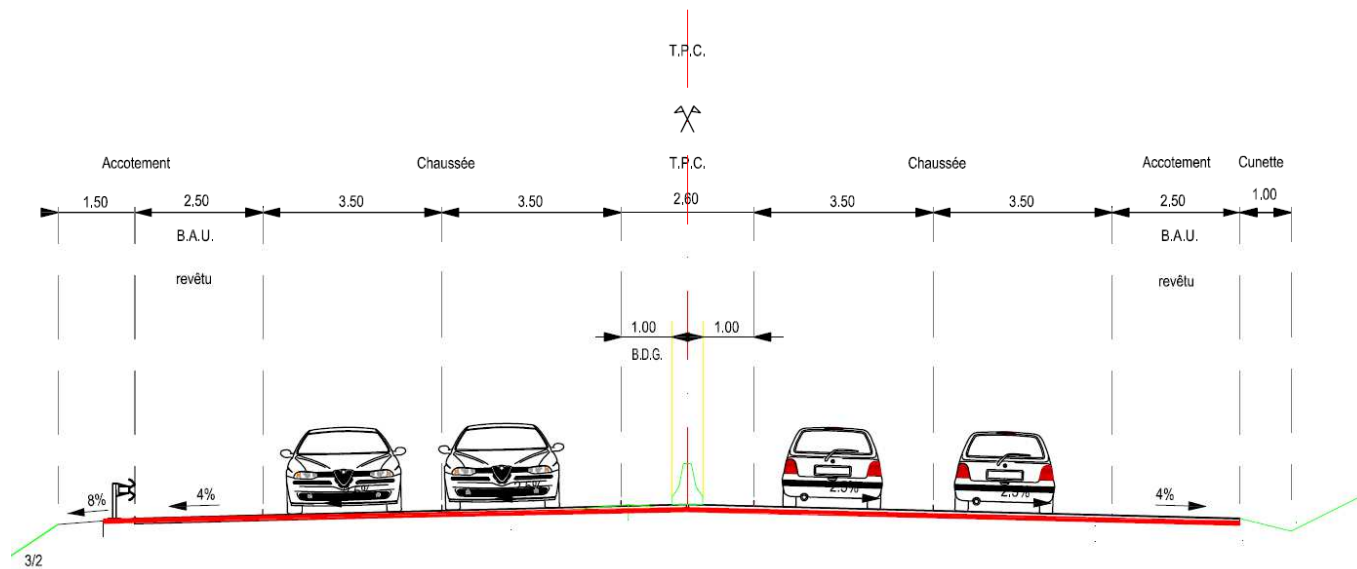 T.P.C.
Accotement Chaussée T.P.C. Chaussée Accotement Cunette
1.50 2.50 3.50 3.50 2.60 3.50 3.50 2.50 1.00
B.A.U. B.A.U.
revêtu revêtu
1.00 1.00
B.D.G.
8% 4% 2.5% 2.5% 4%
3/2